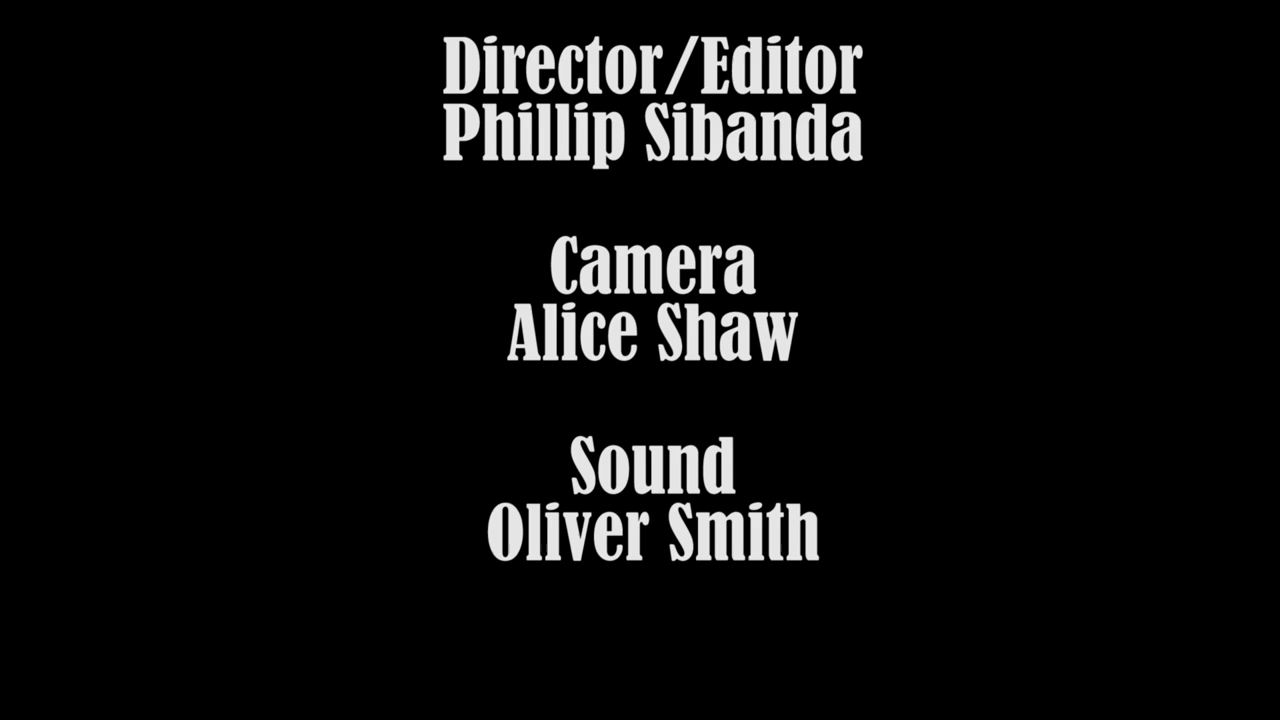 Director/Editor
Phillip Sibanda
Camera
Alice Shaw
Sound
Oliver Smith